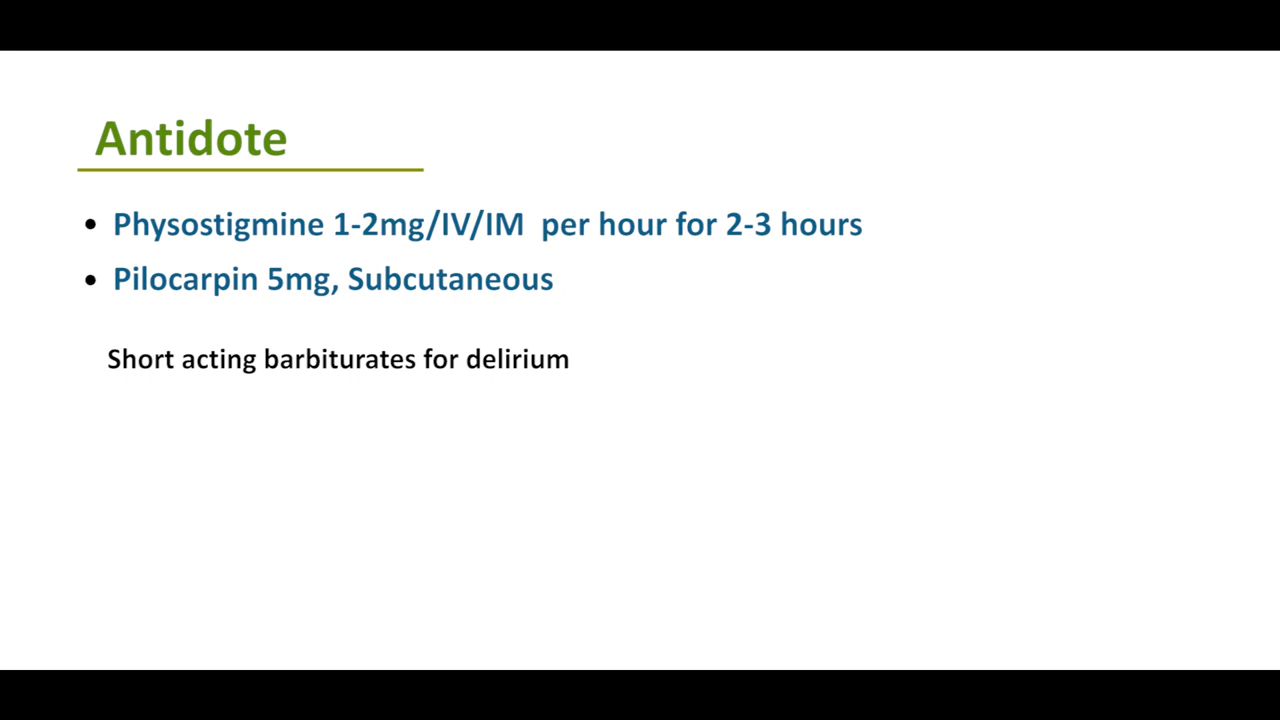 Antidote
• Physostigmine 1-2mg/IV/IM per hour for 2-3 hours
• Pilocarpin 5mg, Subcutaneous
Short acting barbiturates for delirium